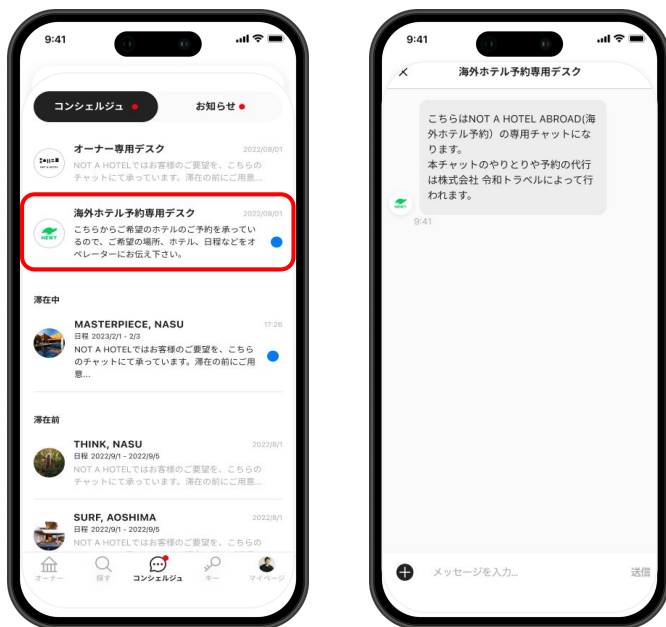 9:41
コンシェルジュ
お知らせ
オーナー専用デスク
2022/08/01
NOT A HOTELではお客様のご要望を、こちらの
チャットにて承っています。滞在の前にご用意...
海外ホテル予約専用デスク
2022/08/01
NEWT
こちらからご希望のホテルのご予約を承ってい
るので、ご希望の場所、ホテル、日程などをオ
ペレーターにお伝え下さい。
滞在中
MASTERPIECE, NASU
17:26
日程 2023/2/1 - 2/3
NOT A HOTELではお客様のご要望を、こちら
のチャットにて承っています。滞在の前にご用
意...
滞在前
THINK, NASU
2022/8/1
日程 2022/9/1 - 2022/9/5
NOT A HOTELではお客様のご要望を、こちらの
チャットにて承っています。滞在の前にご用意...
SURF, AOSHIMA
2022/8/1
日程 2022/9/1 - 2022/9/5
NOT A HOTELではお客様のご要望を、こちらの
オーナー
探す
コンシェルジュ
キー
マイページ
9:41
海外ホテル予約専用デスク
こちらはNOT A HOTEL ABROAD(海
外ホテル予約）の専用チャットにな
ります。
本チャットのやりとりや予約の代行
は株式会社 令和トラベルによって行
われます。
NEWT
9:41
メッセージを入力...
送信